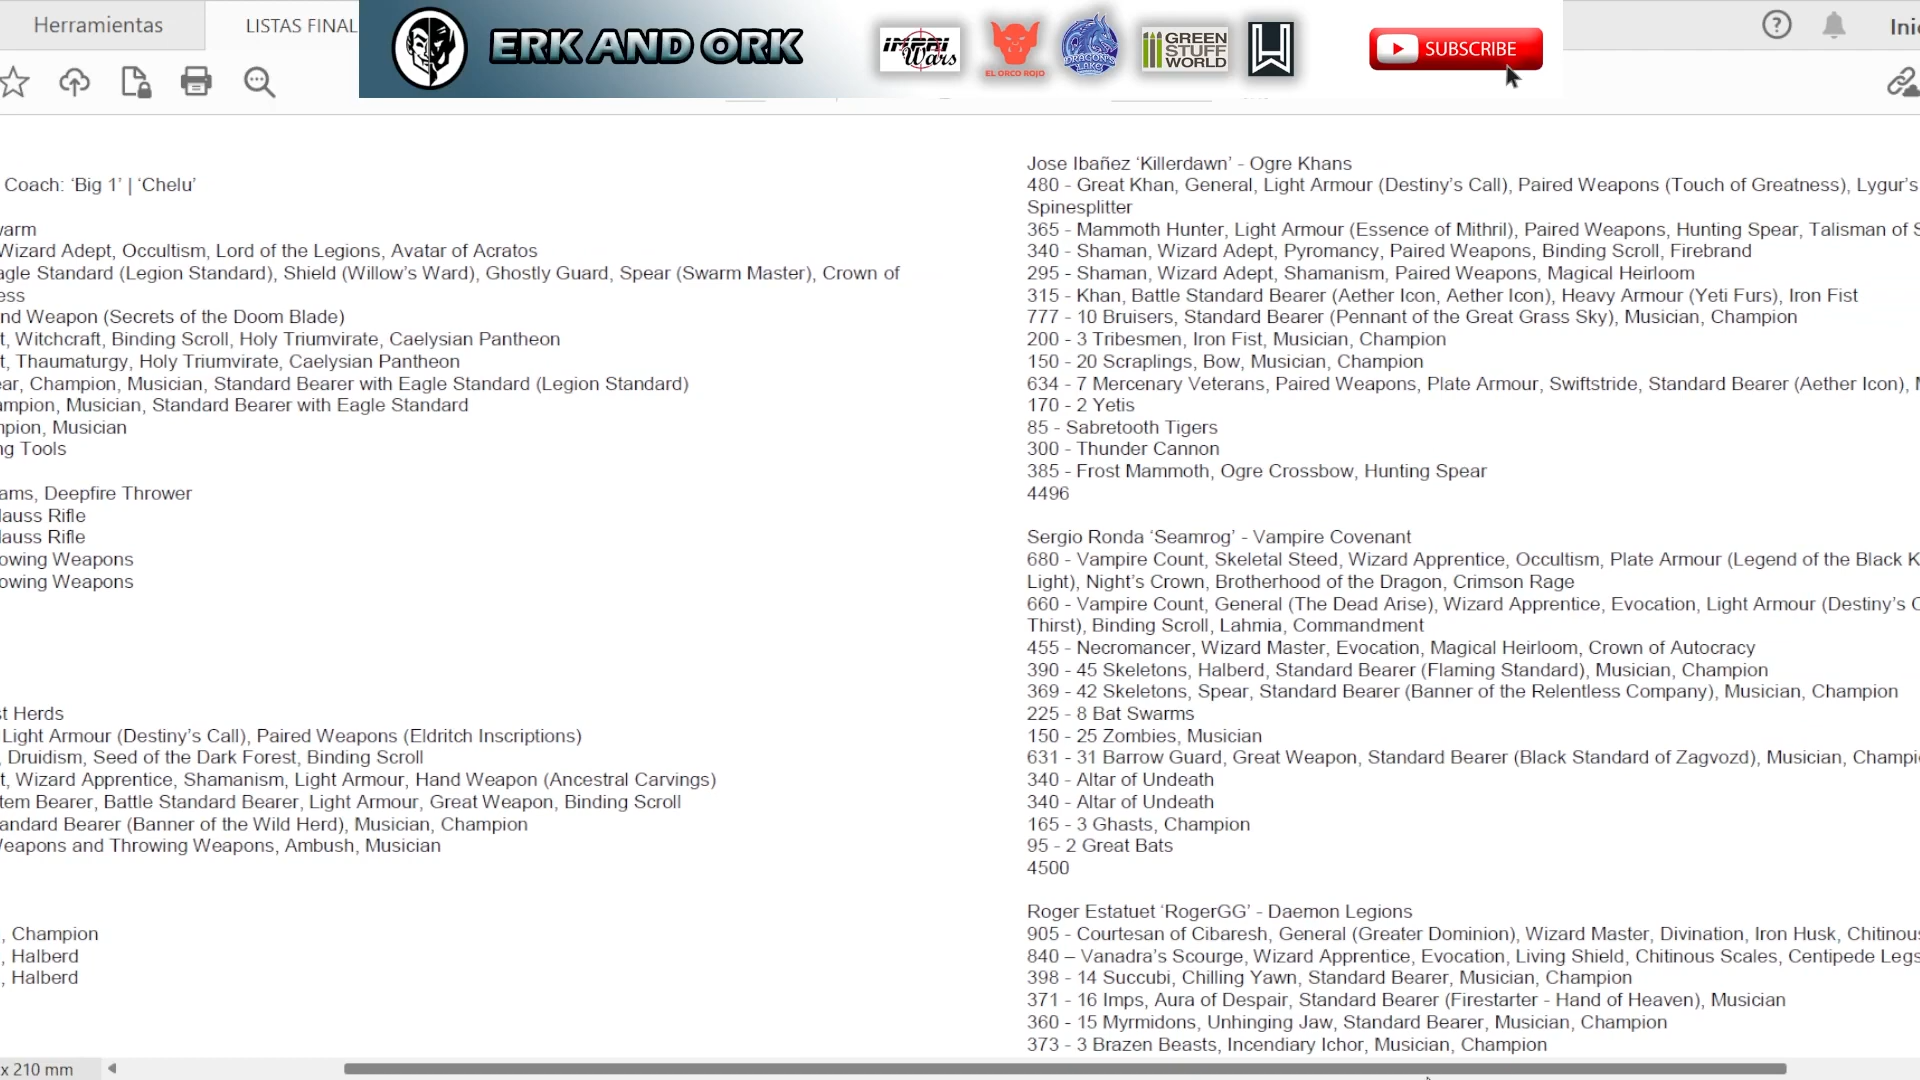 Herramientas
LISTAS FINAL
ERK AND ORK
IMPRI Wars
EL ORCO ROJO
DRAGON'S LAKE
GREEN STUFF WORLD
SUBSCRIBE
Ini
Coach: ‘Big 1’ | ‘Chelu’
warm
Wizard Adept, Occultism, Lord of the Legions, Avatar of Acratos
agle Standard (Legion Standard), Shield (Willow’s Ward), Ghostly Guard, Spear (Swarm Master), Crown of
ess
nd Weapon (Secrets of the Doom Blade)
t, Witchcraft, Binding Scroll, Holy Triumvirate, Caelysian Pantheon
t, Thaumaturgy, Holy Triumvirate, Caelysian Pantheon
ear, Champion, Musician, Standard Bearer with Eagle Standard (Legion Standard)
ampion, Musician, Standard Bearer with Eagle Standard
mpion, Musician
ng Tools
ams, Deepfire Thrower
lauss Rifle
lauss Rifle
owing Weapons
owing Weapons
st Herds
Light Armour (Destiny’s Call), Paired Weapons (Eldritch Inscriptions)
, Druidism, Seed of the Dark Forest, Binding Scroll
t, Wizard Apprentice, Shamanism, Light Armour, Hand Weapon (Ancestral Carvings)
tem Bearer, Battle Standard Bearer, Light Armour, Great Weapon, Binding Scroll
andard Bearer (Banner of the Wild Herd), Musician, Champion
Weapons and Throwing Weapons, Ambush, Musician
, Champion
, Halberd
, Halberd
Jose Ibañez ‘Killerdawn’ - Ogre Khans
480 - Great Khan, General, Light Armour (Destiny’s Call), Paired Weapons (Touch of Greatness), Lygur’s
Spinesplitter
365 - Mammoth Hunter, Light Armour (Essence of Mithril), Paired Weapons, Hunting Spear, Talisman of S
340 - Shaman, Wizard Adept, Pyromancy, Paired Weapons, Binding Scroll, Firebrand
295 - Shaman, Wizard Adept, Shamanism, Paired Weapons, Magical Heirloom
315 - Khan, Battle Standard Bearer (Aether Icon, Aether Icon), Heavy Armour (Yeti Furs), Iron Fist
777 - 10 Bruisers, Standard Bearer (Pennant of the Great Grass Sky), Musician, Champion
200 - 3 Tribesmen, Iron Fist, Musician, Champion
150 - 20 Scraplings, Bow, Musician, Champion
634 - 7 Mercenary Veterans, Paired Weapons, Plate Armour, Swiftstride, Standard Bearer (Aether Icon), M
170 - 2 Yetis
85 - Sabretooth Tigers
300 - Thunder Cannon
385 - Frost Mammoth, Ogre Crossbow, Hunting Spear
4496
Sergio Ronda ‘Seamrog’ - Vampire Covenant
680 - Vampire Count, Skeletal Steed, Wizard Apprentice, Occultism, Plate Armour (Legend of the Black K
Light), Night’s Crown, Brotherhood of the Dragon, Crimson Rage
660 - Vampire Count, General (The Dead Arise), Wizard Apprentice, Evocation, Light Armour (Destiny’s C
Thirst), Binding Scroll, Lahmia, Commandment
455 - Necromancer, Wizard Master, Evocation, Magical Heirloom, Crown of Autocracy
390 - 45 Skeletons, Halberd, Standard Bearer (Flaming Standard), Musician, Champion
369 - 42 Skeletons, Spear, Standard Bearer (Banner of the Relentless Company), Musician, Champion
225 - 8 Bat Swarms
150 - 25 Zombies, Musician
631 - 31 Barrow Guard, Great Weapon, Standard Bearer (Black Standard of Zagvozd), Musician, Champi
340 - Altar of Undeath
340 - Altar of Undeath
165 - 3 Ghasts, Champion
95 - 2 Great Bats
4500
Roger Estatuet ‘RogerGG’ - Daemon Legions
905 - Courtesan of Cibaresh, General (Greater Dominion), Wizard Master, Divination, Iron Husk, Chitinous
840 – Vanadra’s Scourge, Wizard Apprentice, Evocation, Living Shield, Chitinous Scales, Centipede Legs
398 - 14 Succubi, Chilling Yawn, Standard Bearer, Musician, Champion
371 - 16 Imps, Aura of Despair, Standard Bearer (Firestarter - Hand of Heaven), Musician
360 - 15 Myrmidons, Unhinging Jaw, Standard Bearer, Musician, Champion
373 - 3 Brazen Beasts, Incendiary Ichor, Musician, Champion
x 210 mm